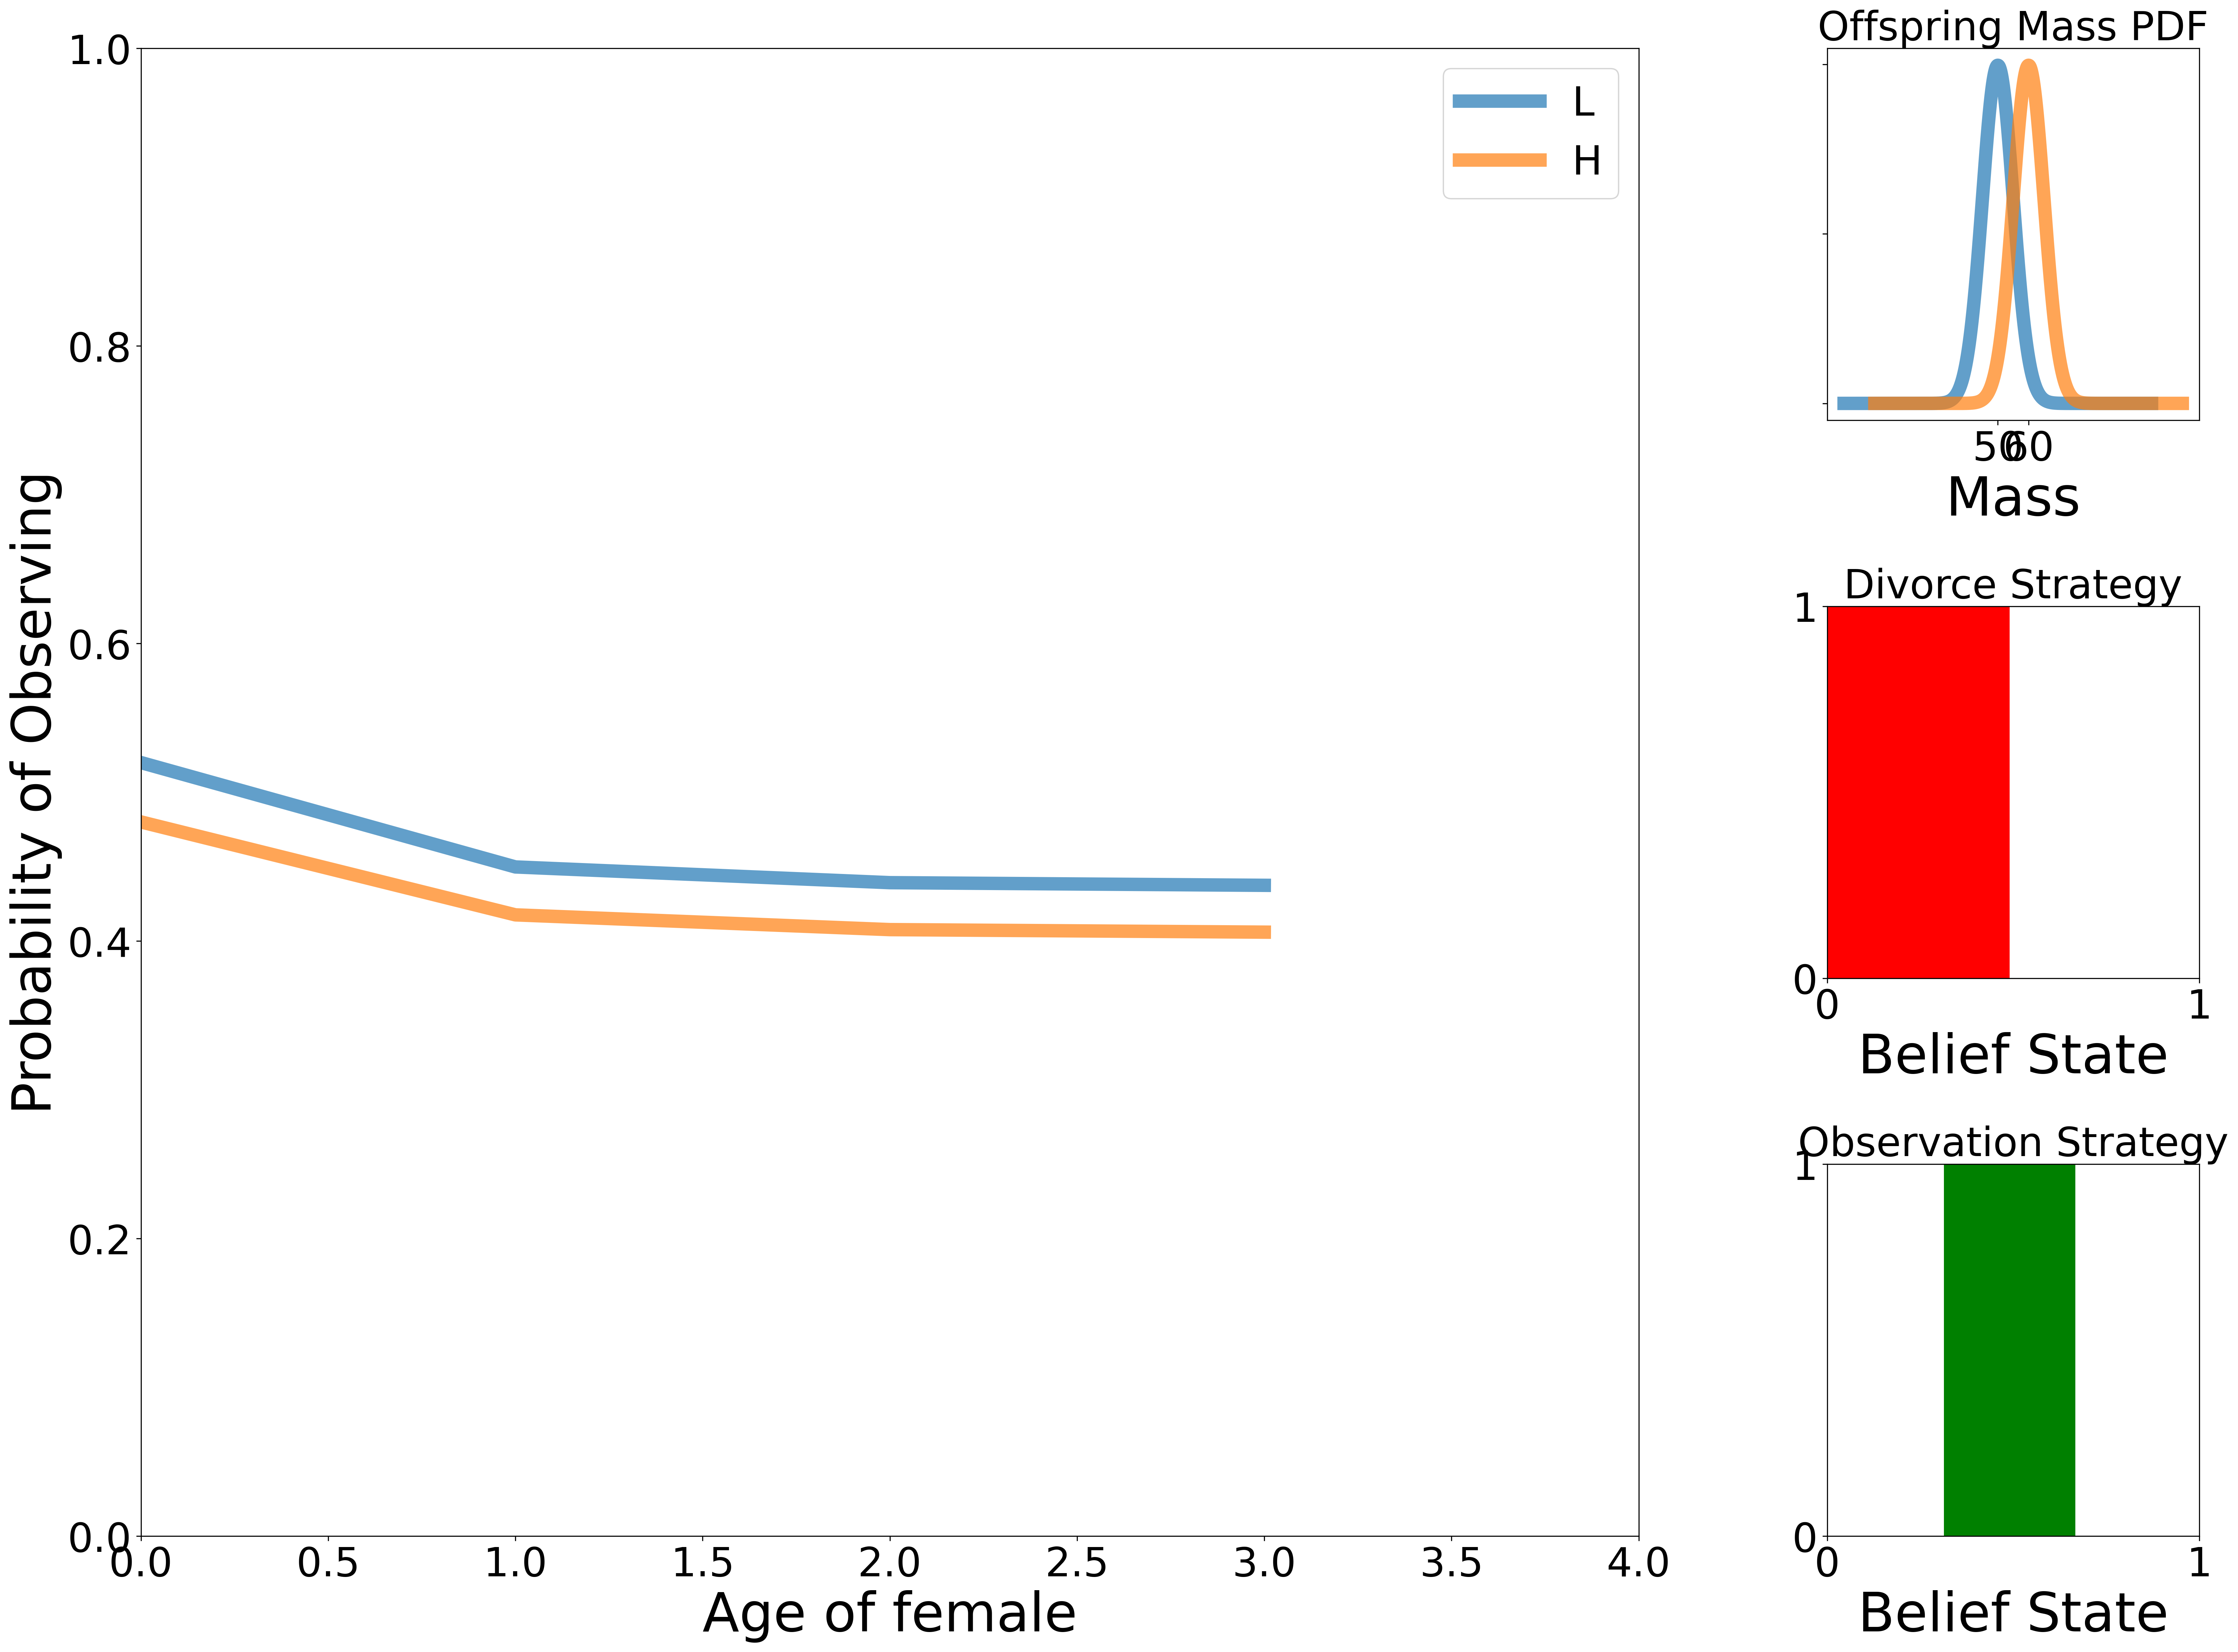 1.0
0.8
0.6
0.4
0.2
0.0
Probability of Observing
0.0 0.5 1.0 1.5 2.0 2.5 3.0 3.5 4.0
Age of female
L
H
Offspring Mass PDF
50 60
Mass
Divorce Strategy
1
0
0 1
Belief State
Observation Strategy
1
0
0 1
Belief State